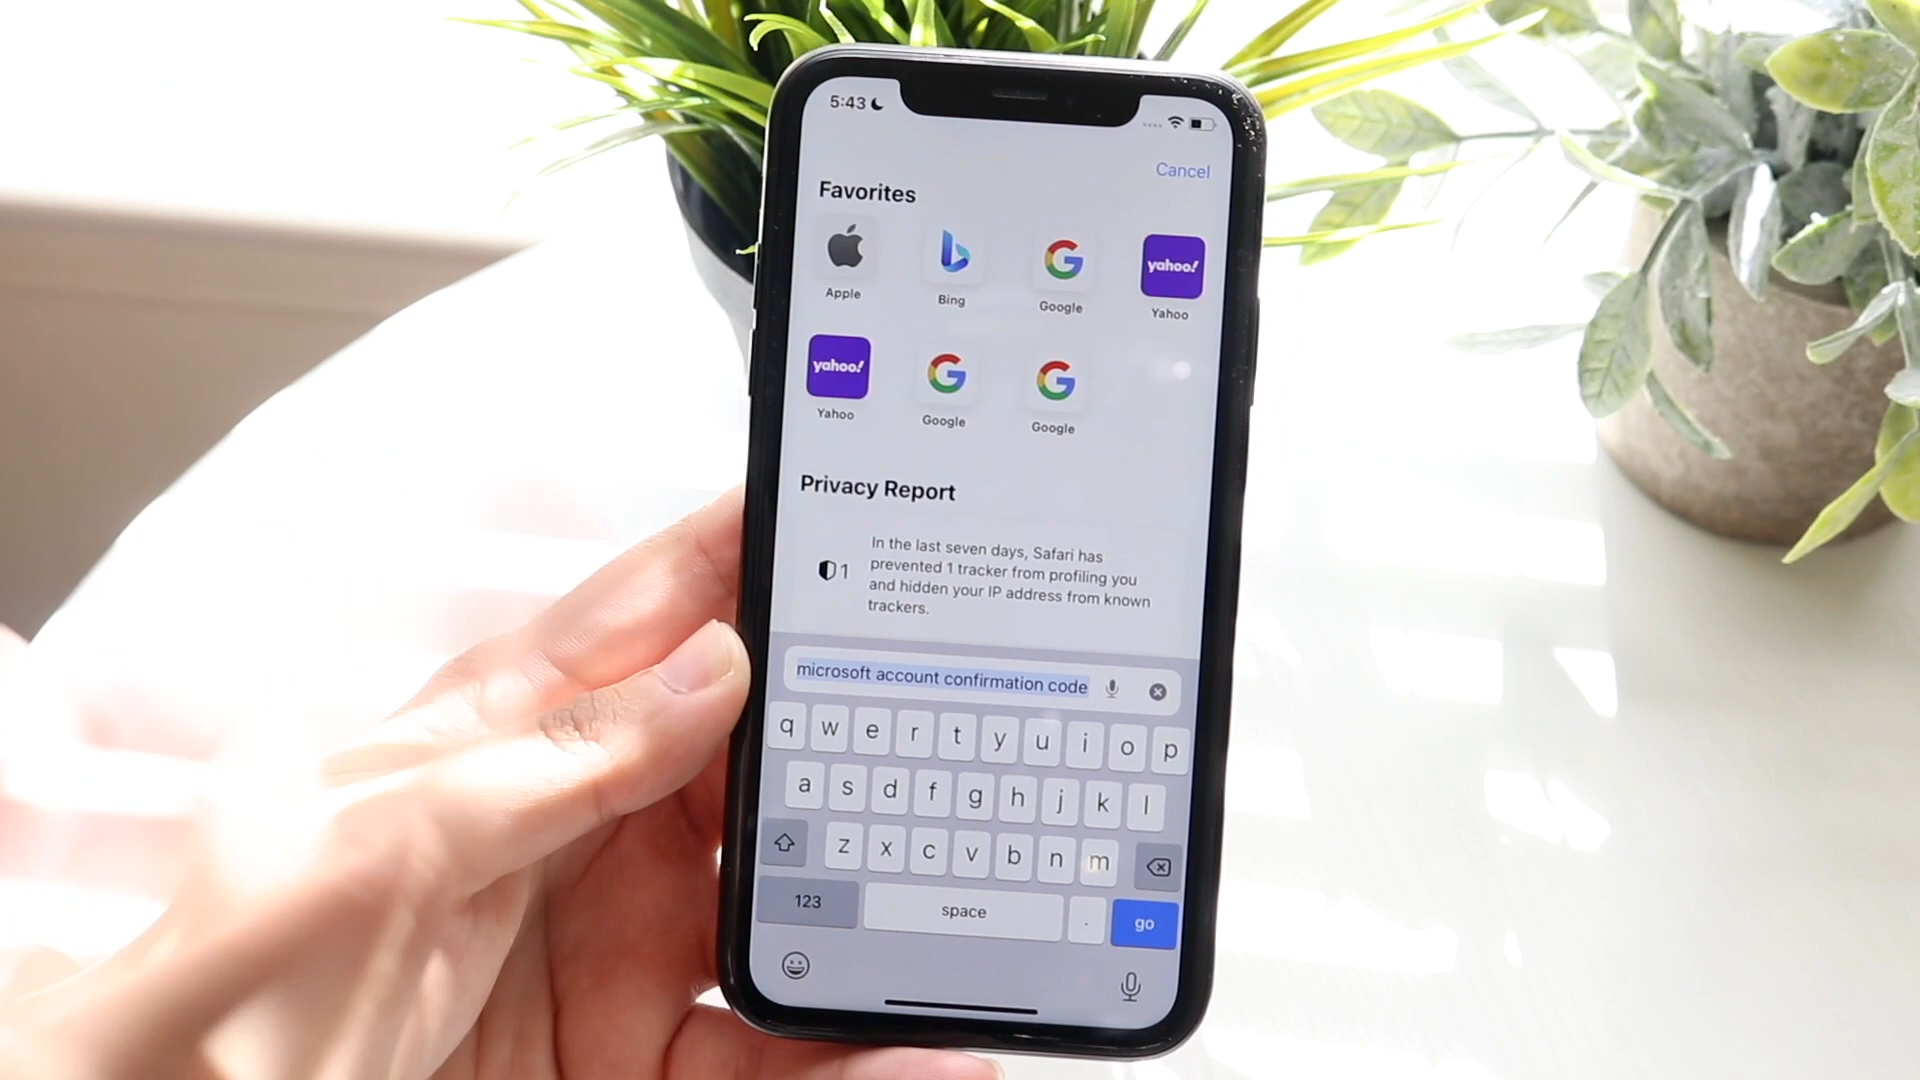 5:43
Cancel
Favorites
yahoo!
Apple
Bing
Google
Yahoo
yahoo!
Yahoo
Google
Google
Privacy Report
1
In the last seven days, Safari has
prevented 1 tracker from profiling you
and hidden your IP address from known
trackers.
microsoft account confirmation code
q w e r t y u i o p
a s d f g h j k l
z x c v b n m
123 space . go